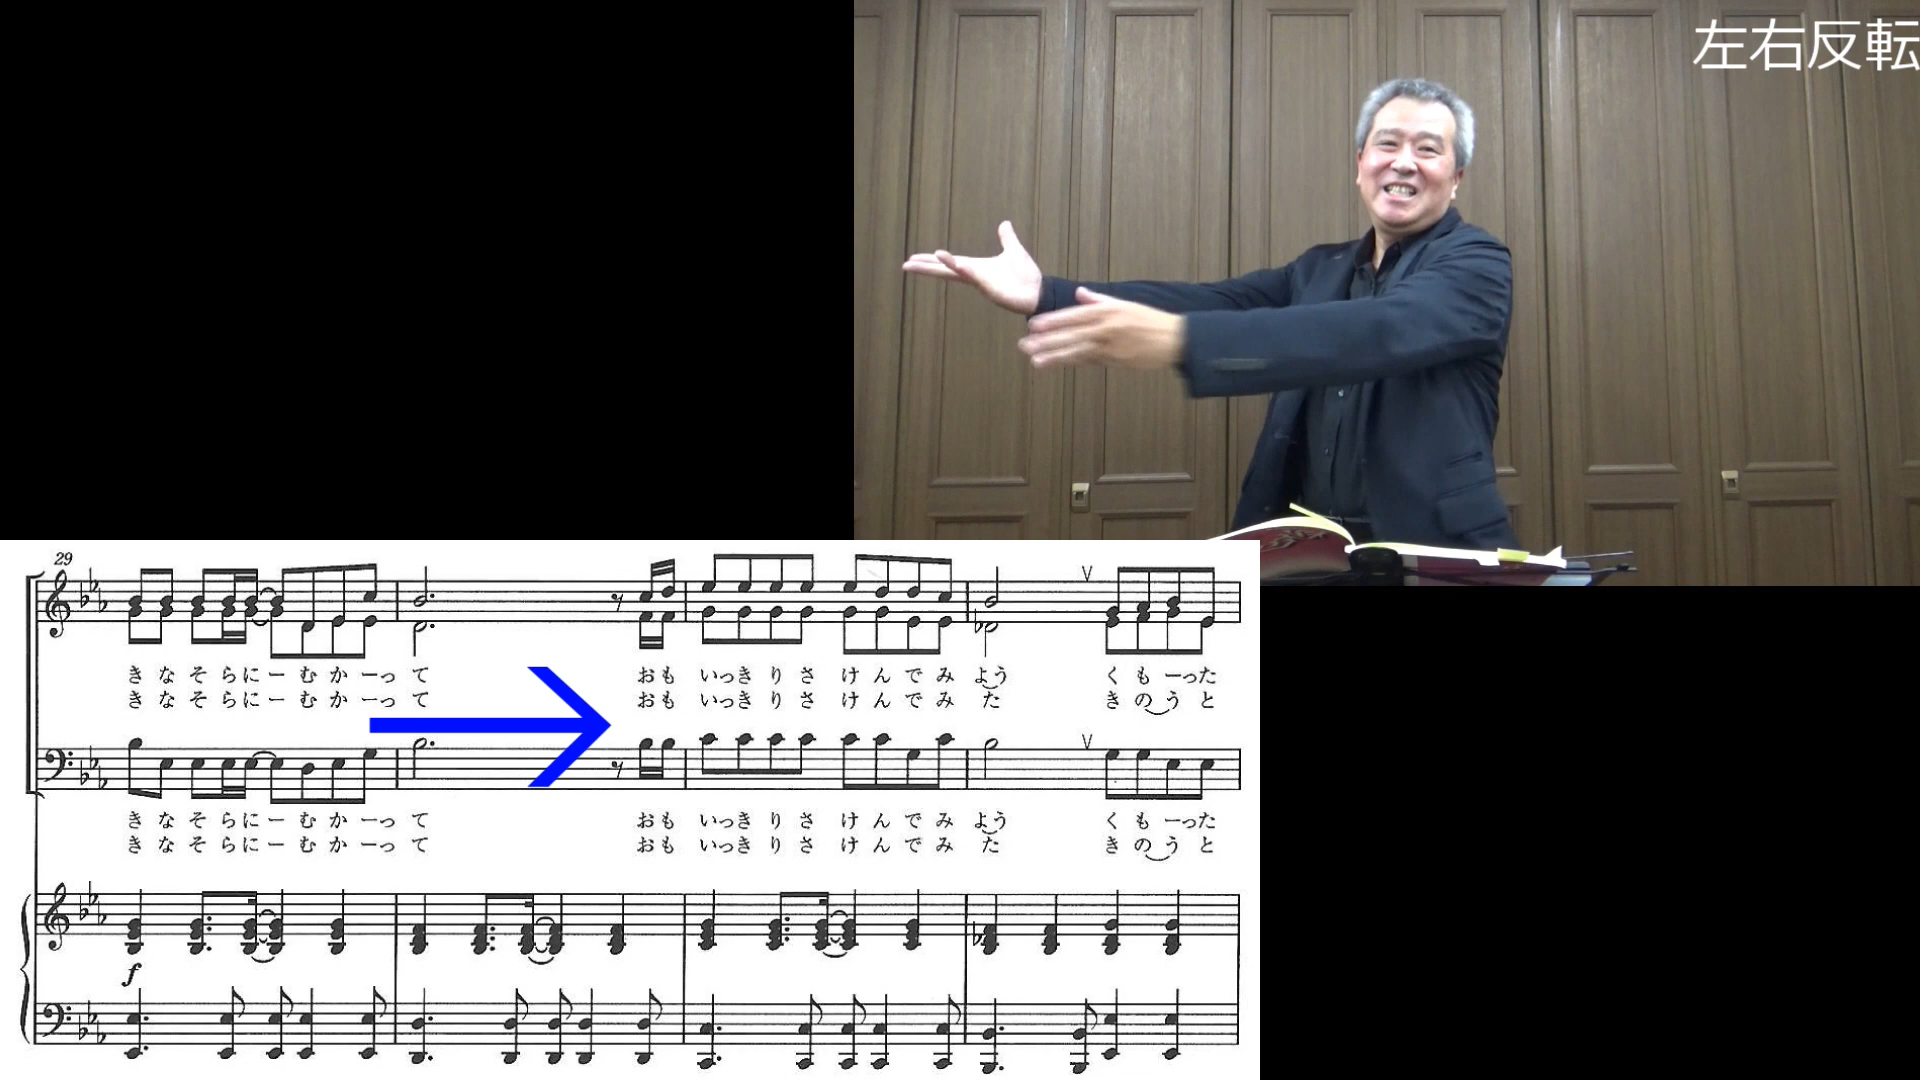 左右反転
29
きなそらにーむかーって おもいっきりさけんでみよう くもーった
きなそらにーむかーって おもいっきりさけんでみた きのうと
きなそらにーむかーって おもいっきりさけんでみよう くもーった
きなそらにーむかーって おもいっきりさけんでみた きのうと
f